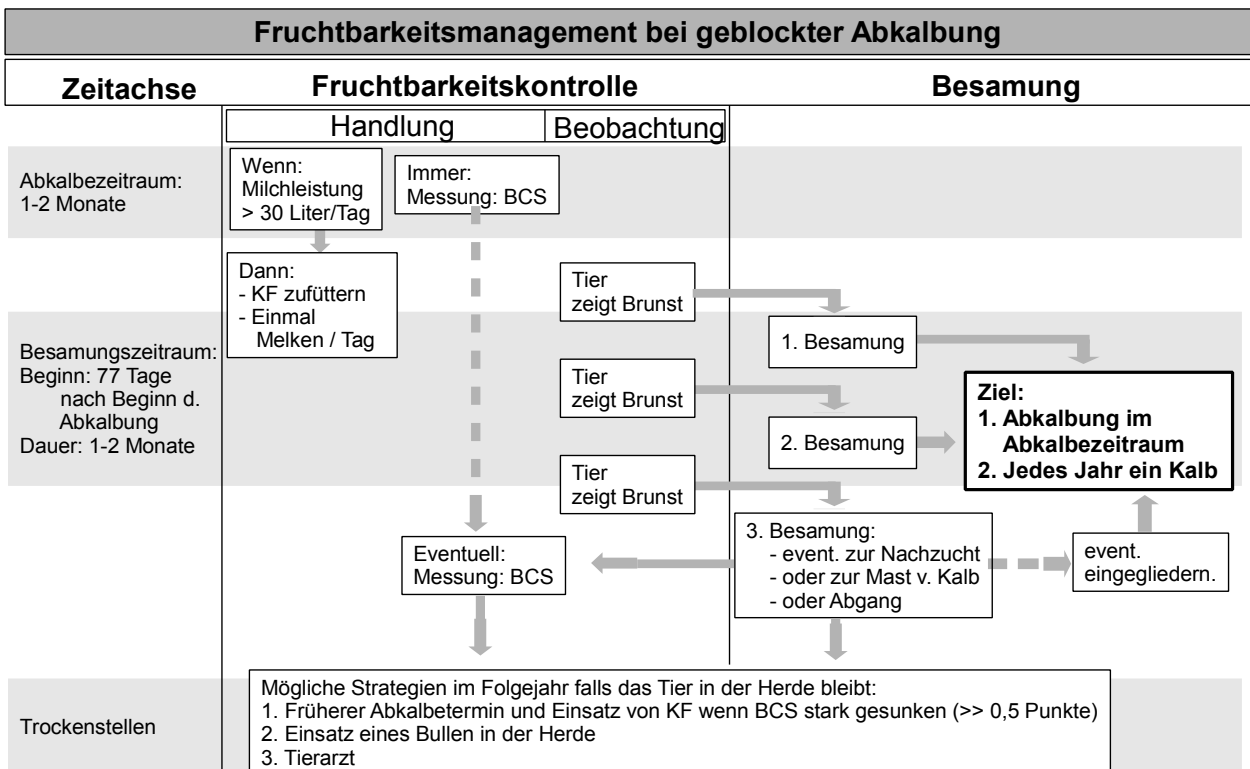 Fruchtbarkeitsmanagement bei geblockter Abkalbung
Zeitachse
Fruchtbarkeitskontrolle
Besamung
Handlung
Beobachtung
Abkalbezeitraum:
1-2 Monate
Wenn:
Milchleistung
> 30 Liter/Tag
Immer:
Messung: BCS
Dann:
- KF zufüttern
- Einmal
Melken / Tag
Tier
zeigt Brunst
1. Besamung
Besamungszeitraum:
Beginn: 77 Tage
nach Beginn d.
Abkalbung
Dauer: 1-2 Monate
Tier
zeigt Brunst
2. Besamung
Ziel:
1. Abkalbung im
Abkalbezeitraum
2. Jedes Jahr ein Kalb
Tier
zeigt Brunst
Eventuell:
Messung: BCS
3. Besamung:
- event. zur Nachzucht
- oder zur Mast v. Kalb
- oder Abgang
event.
eingegliedern.
Trockenstellen
Mögliche Strategien im Folgejahr falls das Tier in der Herde bleibt:
1. Früherer Abkalbetermin und Einsatz von KF wenn BCS stark gesunken (>> 0,5 Punkte)
2. Einsatz eines Bullen in der Herde
3. Tierarzt